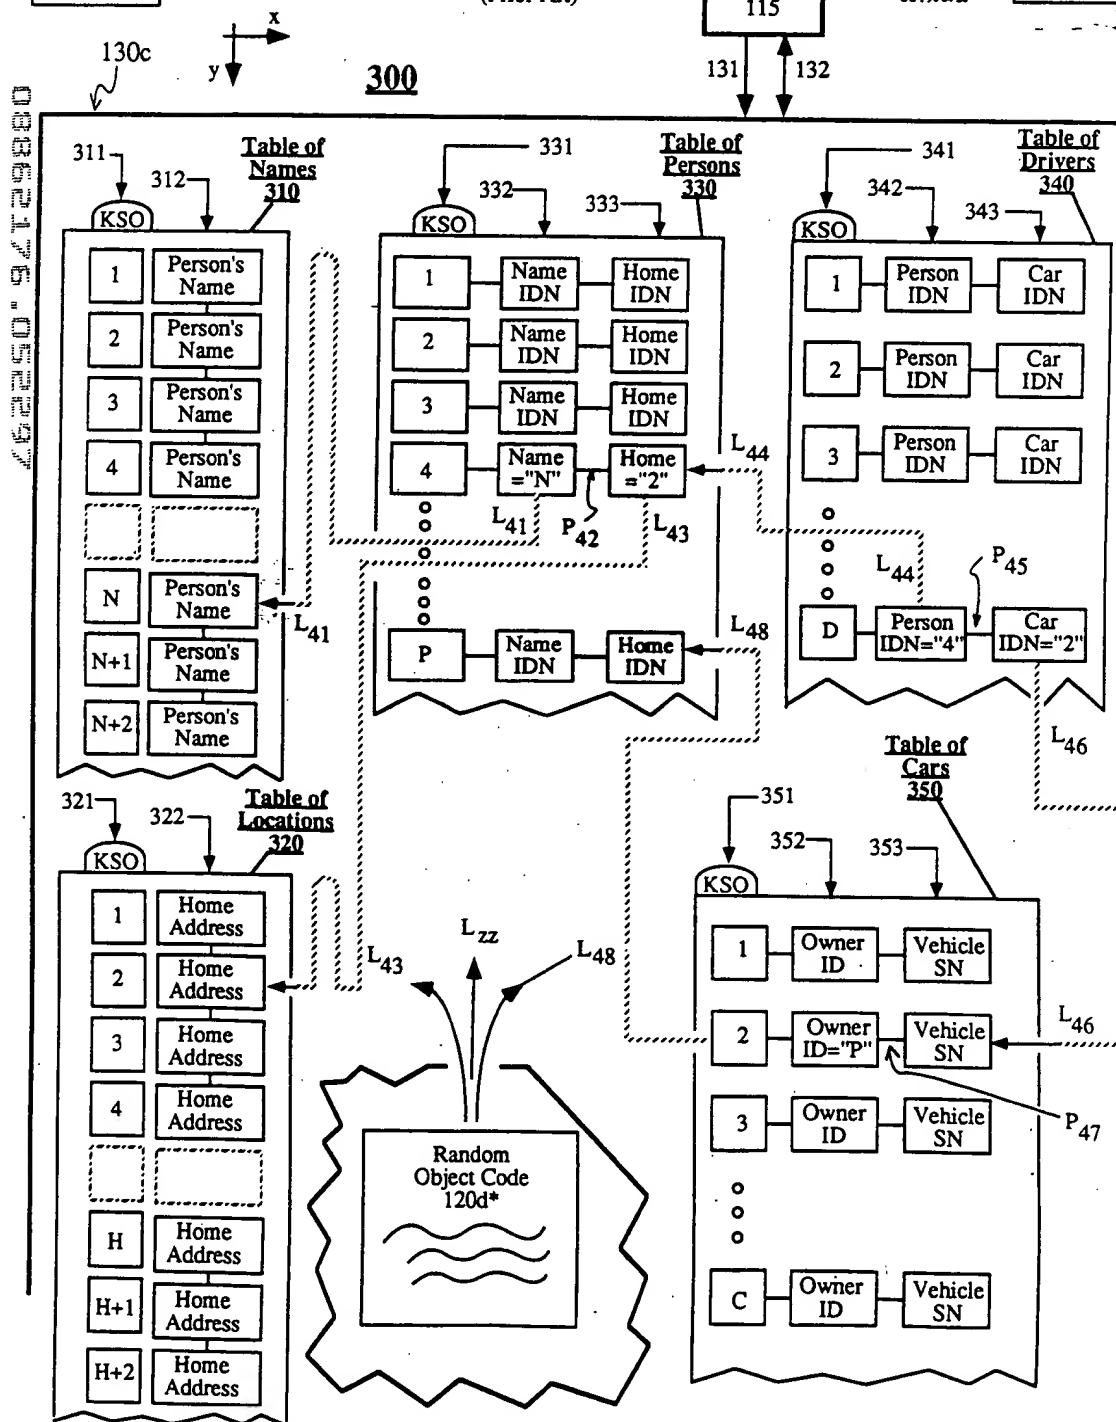 115
x
y
130c
300
131
132
08862176.052297
311
312
Table of
Names
310
KSO
1
Person's
Name
2
Person's
Name
3
Person's
Name
4
Person's
Name
N
Person's
Name
N+1
Person's
Name
N+2
Person's
Name
L41
331
332
333
Table of
Persons
330
KSO
1
Name
IDN
Home
IDN
2
Name
IDN
Home
IDN
3
Name
IDN
Home
IDN
4
Name
="N"
Home
="2"
L41
P42
L43
L44
P
Name
IDN
Home
IDN
L48
341
342
343
Table of
Drivers
340
KSO
1
Person
IDN
Car
IDN
2
Person
IDN
Car
IDN
3
Person
IDN
Car
IDN
L44
P45
D
Person
IDN="4"
Car
IDN="2"
L46
321
322
Table of
Locations
320
KSO
1
Home
Address
2
Home
Address
3
Home
Address
4
Home
Address
H
Home
Address
H+1
Home
Address
H+2
Home
Address
L43
Lzz
L48
Random
Object Code
120d*
351
352
353
Table of
Cars
350
KSO
1
Owner
ID
Vehicle
SN
2
Owner
ID="P"
Vehicle
SN
L46
3
Owner
ID
Vehicle
SN
P47
C
Owner
ID
Vehicle
SN